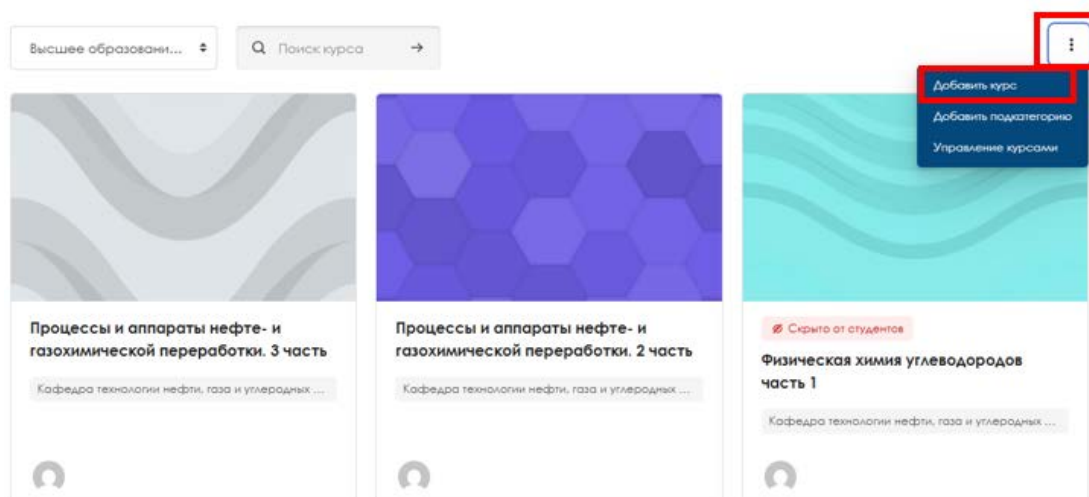 Высшее образовани...
Поиск курса
Добавить курс
Добавить подкатегорию
Управление курсами
Процессы и аппараты нефте- и
газохимической переработки. 3 часть
Кафедра технологии нефти, газа и углеродных ...
Процессы и аппараты нефте- и
газохимической переработки. 2 часть
Кафедра технологии нефти, газа и углеродных ...
Скрыто от студентов
Физическая химия углеводородов
часть 1
Кафедра технологии нефти, газа и углеродных ...